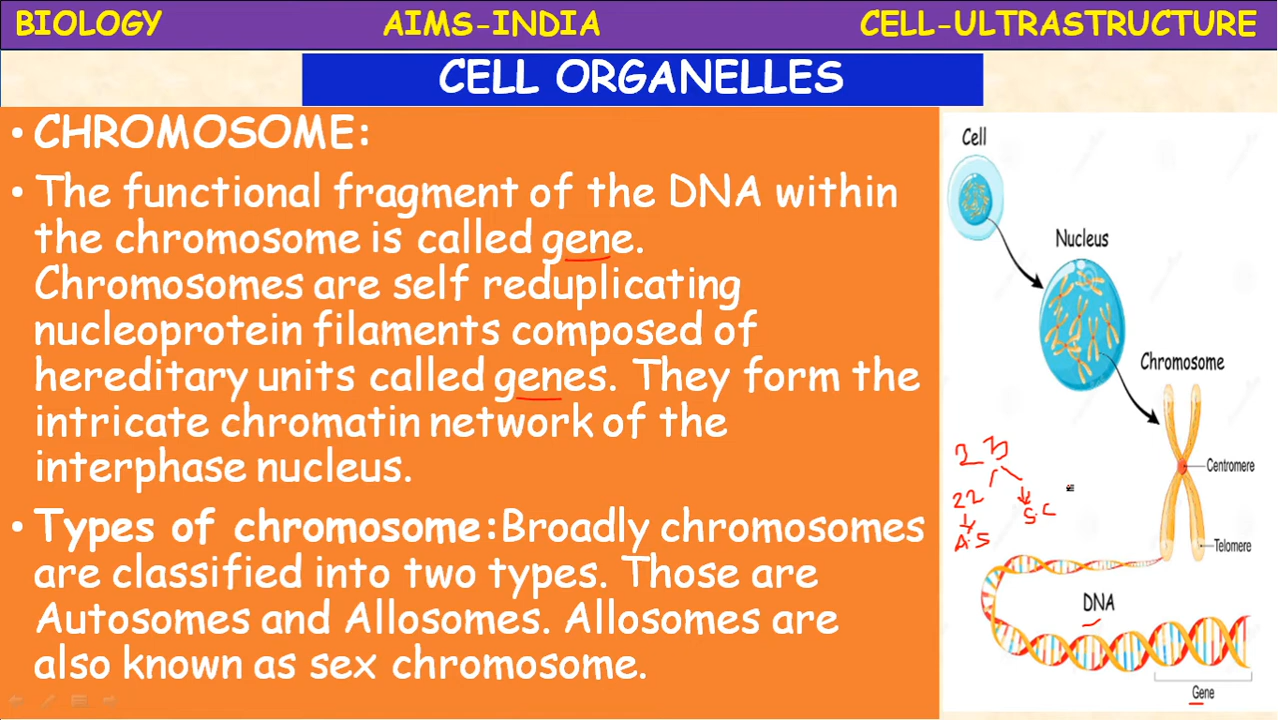 BIOLOGY AIMS-INDIA CELL-ULTRASTRUCTURE
CELL ORGANELLES
• CHROMOSOME:
• The functional fragment of the DNA within
the chromosome is called gene.
Chromosomes are self reduplicating
nucleoprotein filaments composed of
hereditary units called genes. They form the
intricate chromatin network of the
interphase nucleus.
• Types of chromosome:Broadly chromosomes
are classified into two types. Those are
Autosomes and Allosomes. Allosomes are
also known as sex chromosome.
Cell
Nucleus
Chromosome
Centromere
23
22
S.C
A.S
Telomere
DNA
Gene